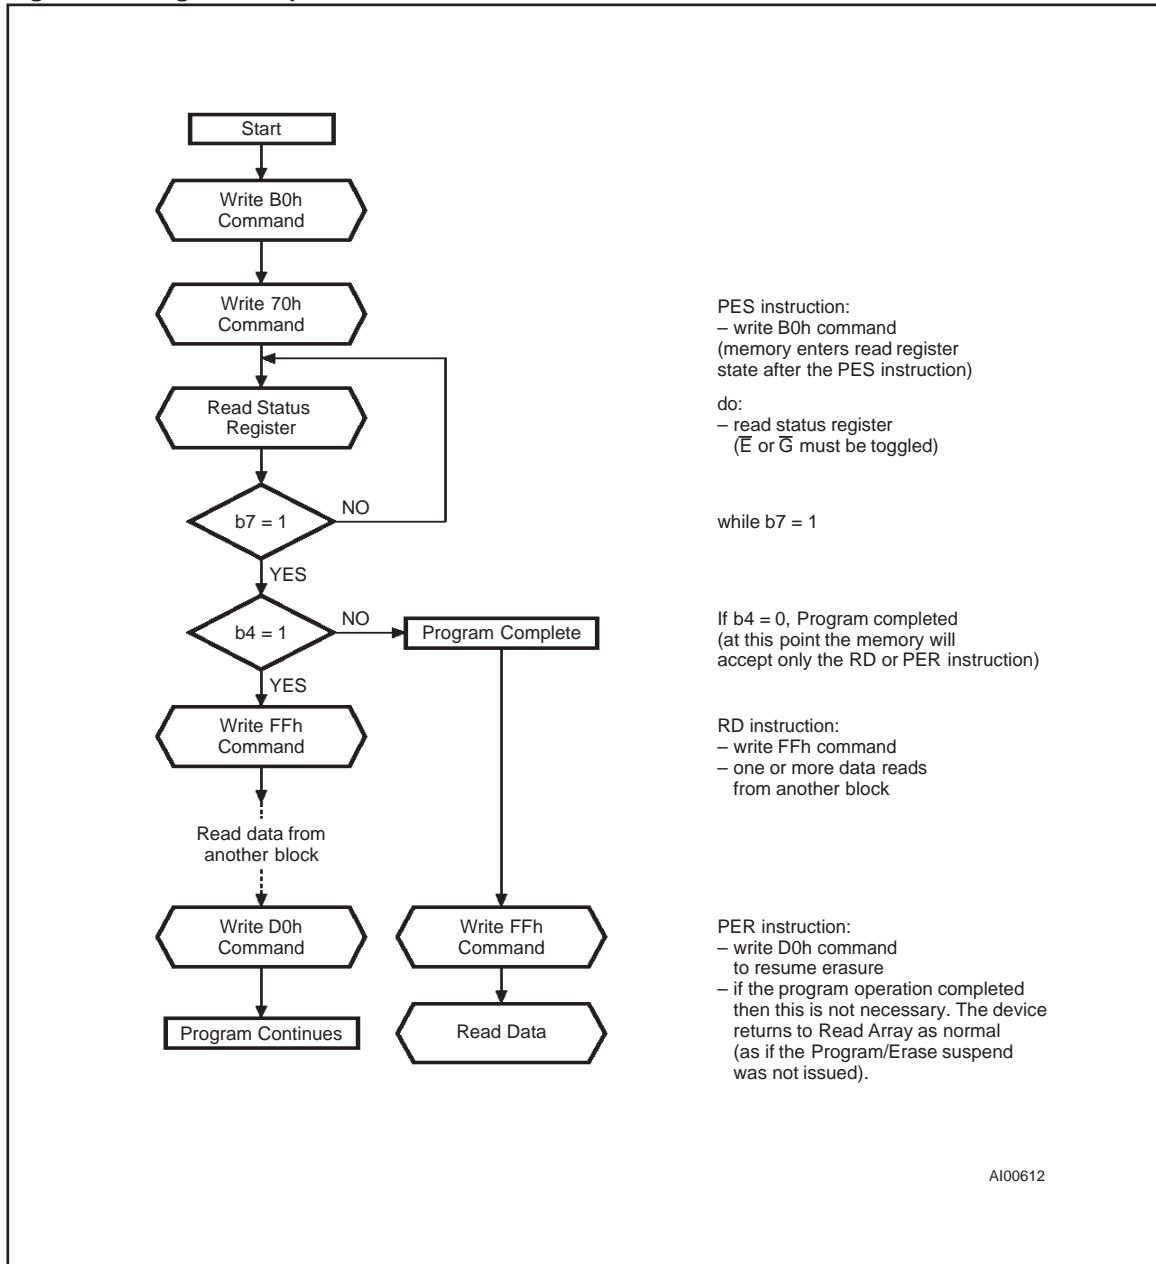 Start
Write B0h
Command
Write 70h
Command
Read Status
Register
b7 = 1
NO
YES
b4 = 1
NO
Program Complete
YES
Write FFh
Command
Read data from
another block
Write D0h
Command
Program Continues
Write FFh
Command
Read Data
PES instruction:
– write B0h command
(memory enters read register
state after the PES instruction)
do:
– read status register
(E̅ or G̅ must be toggled)
while b7 = 1
If b4 = 0, Program completed
(at this point the memory will
accept only the RD or PER instruction)
RD instruction:
– write FFh command
– one or more data reads
from another block
PER instruction:
– write D0h command
to resume erasure
– if the program operation completed
then this is not necessary. The device
returns to Read Array as normal
(as if the Program/Erase suspend
was not issued).
AI00612